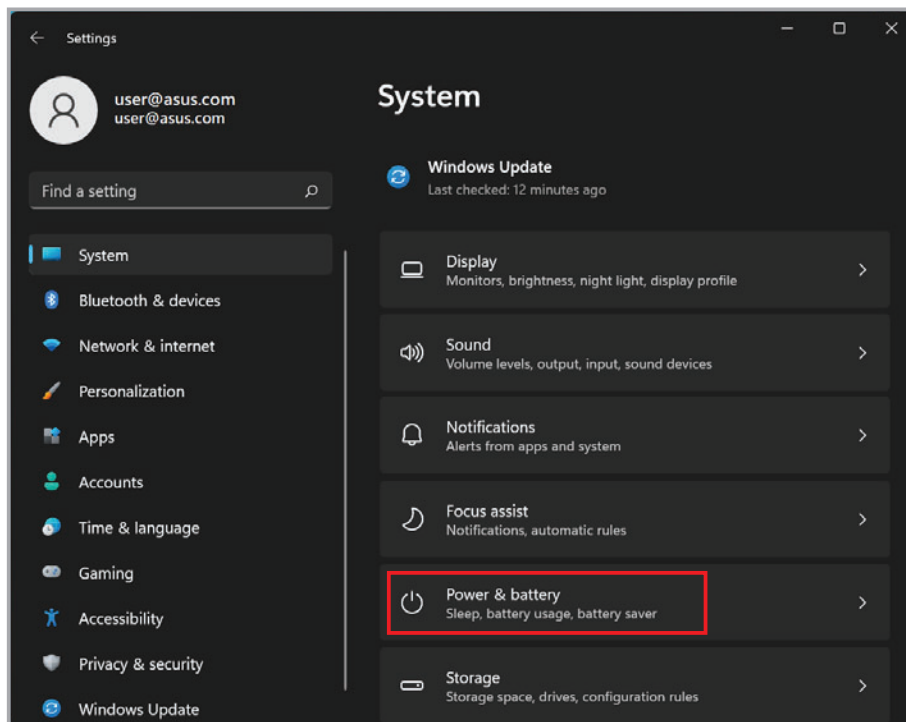 Settings
user@asus.com
user@asus.com
Find a setting
System
Bluetooth & devices
Network & internet
Personalization
Apps
Accounts
Time & language
Gaming
Accessibility
Privacy & security
Windows Update
System
Windows Update
Last checked: 12 minutes ago
Display
Monitors, brightness, night light, display profile
Sound
Volume levels, output, input, sound devices
Notifications
Alerts from apps and system
Focus assist
Notifications, automatic rules
Power & battery
Sleep, battery usage, battery saver
Storage
Storage space, drives, configuration rules